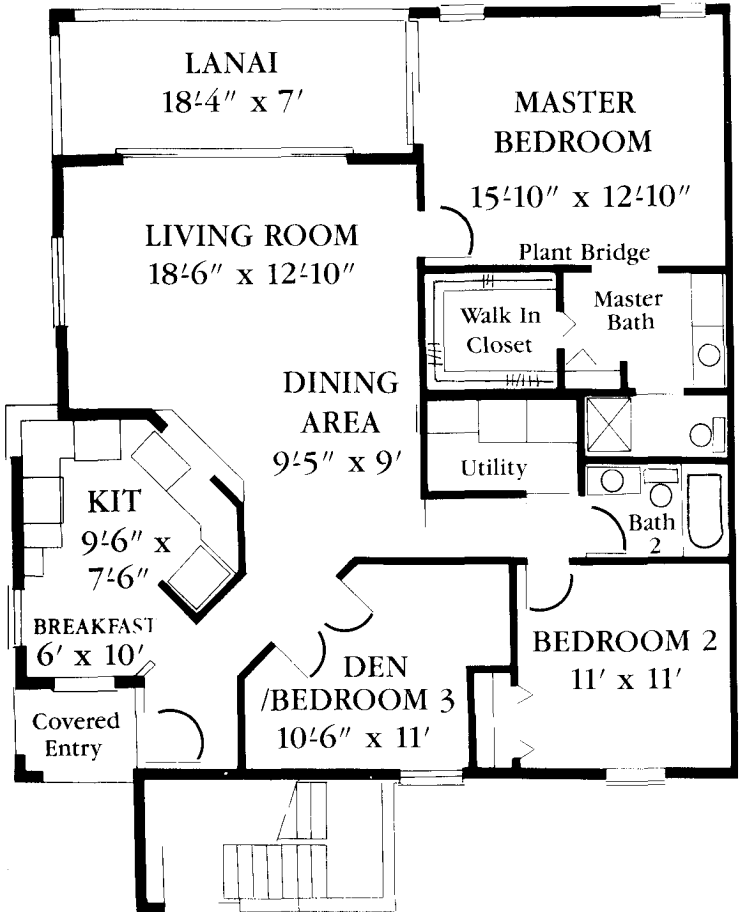 LANAI
18'-4" x 7'
MASTER
BEDROOM
15'-10" x 12'-10"
LIVING ROOM
18'-6" x 12'-10"
Plant Bridge
Walk In
Closet
Master
Bath
DINING
AREA
9'-5" x 9'
Utility
KIT
9'-6" x
7'-6"
Bath
2
BREAKFAST
6' x 10'
BEDROOM 2
11' x 11'
DEN
/BEDROOM 3
10'-6" x 11'
Covered
Entry